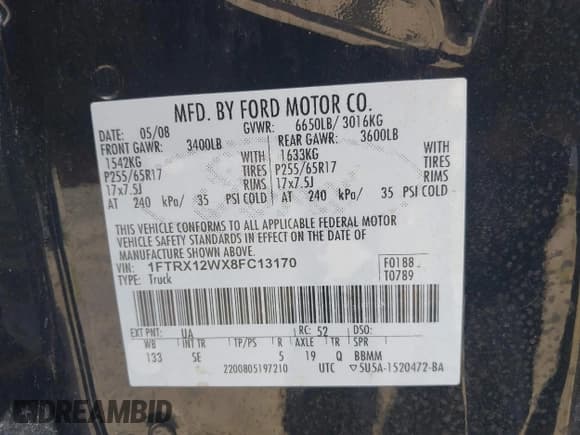 MFD. BY FORD MOTOR CO.
DATE: 05/08 GVWR: 6650LB/ 3016KG
FRONT GAWR: 3400LB REAR GAWR: 3600LB
1542KG WITH 1633KG WITH
P255/65R17 TIRES P255/65R17 TIRES
17x7.5J RIMS 17x7.5J RIMS
AT 240 kPa/ 35 PSI COLD AT 240 kPa/ 35 PSI COLD
THIS VEHICLE CONFORMS TO ALL APPLICABLE FEDERAL MOTOR
VEHICLE SAFETY STANDARDS IN EFFECT ON THE DATE OF
MANUFACTURE SHOWN ABOVE.
VIN: 1FTRX12WX8FC13170 F0188
TYPE: Truck T0789
EXT PNT: UA RC: 52 DSO:
WB INT TR TP/PS R AXLE TR SPR
133 SE 5 19 Q BBMM
2200805197210 UTC ▽5U5A-1520472-BA
DREAMBID